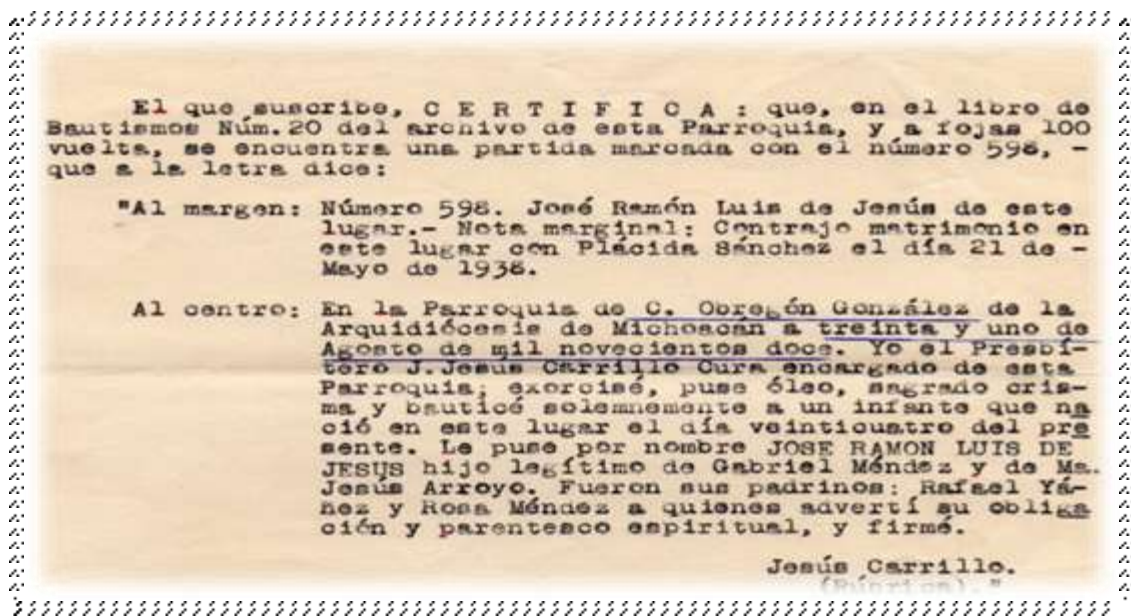 El que suscribe, C E R T I F I C A : que, en el libro de
Bautismos Núm. 20 del archivo de esta Parroquia, y a fojas 100
vuelta, se encuentra una partida marcada con el número 598, -
que a la letra dice:
"Al margen: Número 598. José Ramón Luis de Jesús de este
lugar.- Nota marginal: Contrajo matrimonio en
este lugar con Plácida Sánchez el día 21 de -
Mayo de 1938.
Al centro: En la Parroquia de C. Obregón González de la
Arquidiócesis de Michoacán a treinta y uno de
Agosto de mil novecientos doce. Yo el Presbí-
tero J.Jesús Carrillo Cura encargado de esta
Parroquia; exorcisé, puse óleo, sagrado cris-
ma y bauticé solemnemente a un infante que na
ció en este lugar el día veinticuatro del pre
sente. Le puse por nombre JOSE RAMON LUIS DE
JESUS hijo legítimo de Gabriel Méndez y de Ma.
Jesús Arroyo. Fueron sus padrinos: Rafael Yá-
ñez y Rosa Méndez a quienes advertí su obliga
ción y parentesco espiritual, y firmé.
Jesús Carrillo.
(Rúbrica)."